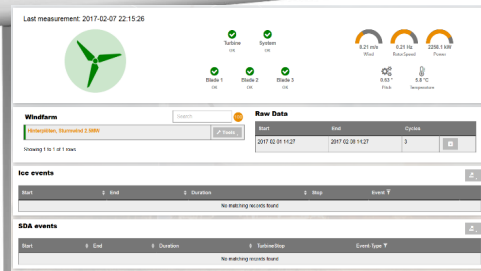 Last measurement: 2017-02-07 22:15:26
Turbine
OK
System
OK
Blade 1
OK
Blade 2
OK
Blade 3
OK
0.21 m/s
Wind
0.21 Hz
Rotor Speed
2258.1 kW
Power
0.63 °
Pitch
5.8 °C
Temperature
Windfarm
Search
Tools
Showing 1 to 1 of 1 rows
Raw Data
Start End Cycles
2017 02 01 14:27 2017 02 08 14:27 3
Ice events
Start End Duration Stop Event
No matching records found
SDA events
Start End Duration Turbine Stop Event Type
No matching records found